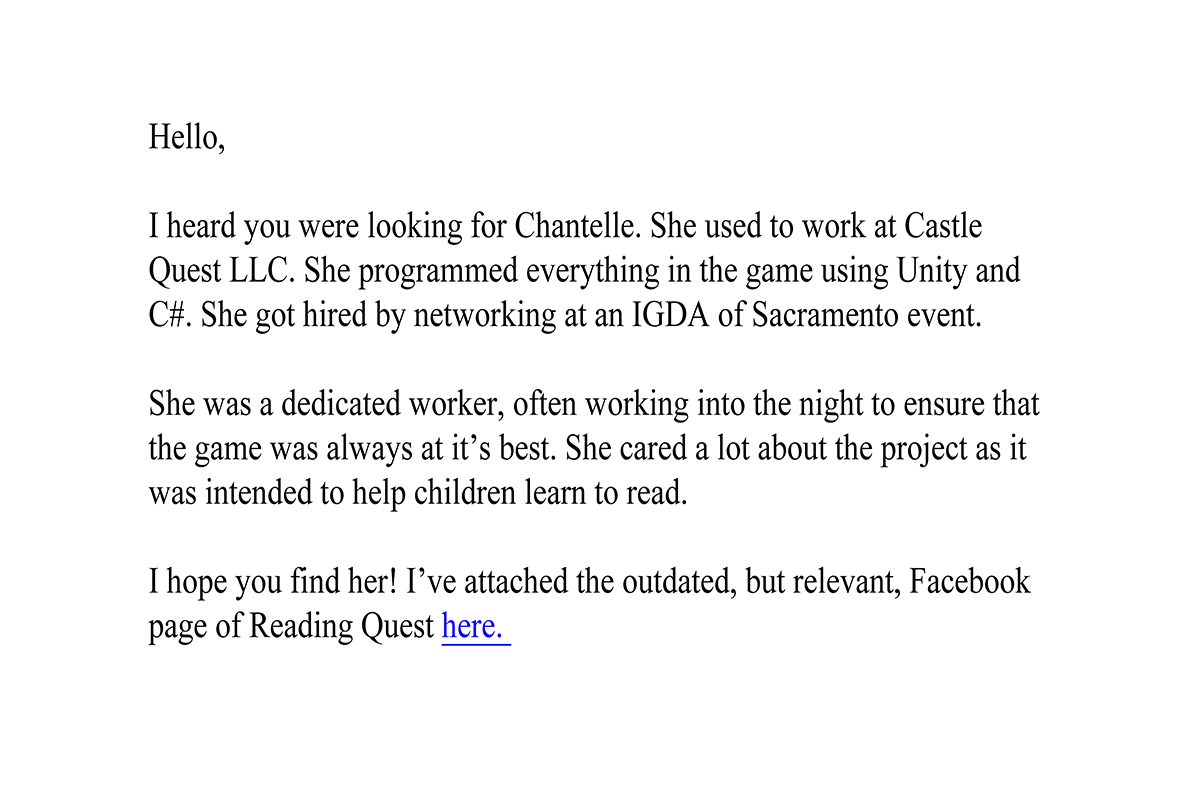 Hello,
I heard you were looking for Chantelle. She used to work at Castle
Quest LLC. She programmed everything in the game using Unity and
C#. She got hired by networking at an IGDA of Sacramento event.
She was a dedicated worker, often working into the night to ensure that
the game was always at it’s best. She cared a lot about the project as it
was intended to help children learn to read.
I hope you find her! I’ve attached the outdated, but relevant, Facebook
page of Reading Quest here.